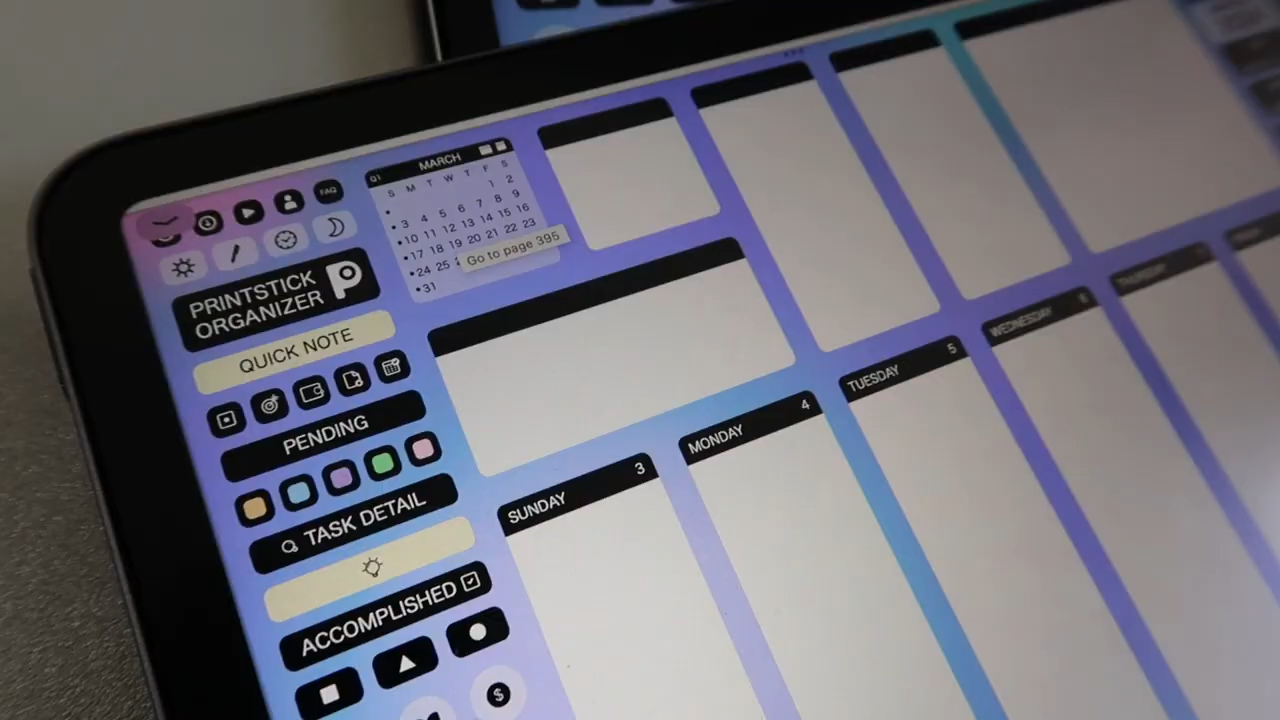 MARCH
Q1
S M T W T F S
1 2
3 4 5 6 7 8 9
10 11 12 13 14 15 16
17 18 19 20 21 22 23
24 25
31
Go to page 395
FAQ
PRINTSTICK
ORGANIZER
QUICK NOTE
PENDING
TASK DETAIL
ACCOMPLISHED
$
SUNDAY 3
MONDAY 4
TUESDAY 5
WEDNESDAY 6
THURSDAY